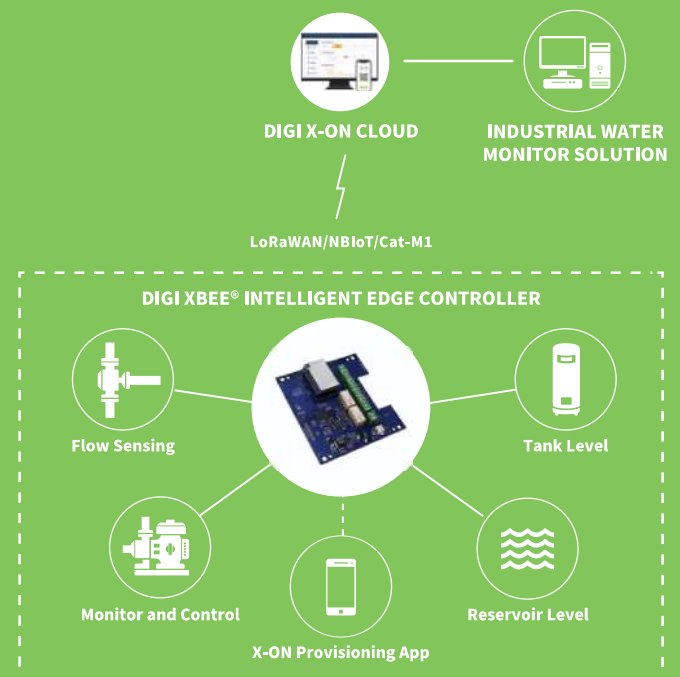 DIGI X-ON CLOUD
INDUSTRIAL WATER
MONITOR SOLUTION
LoRaWAN/NBIoT/Cat-M1
DIGI XBEE® INTELLIGENT EDGE CONTROLLER
Flow Sensing
Tank Level
Monitor and Control
Reservoir Level
X-ON Provisioning App